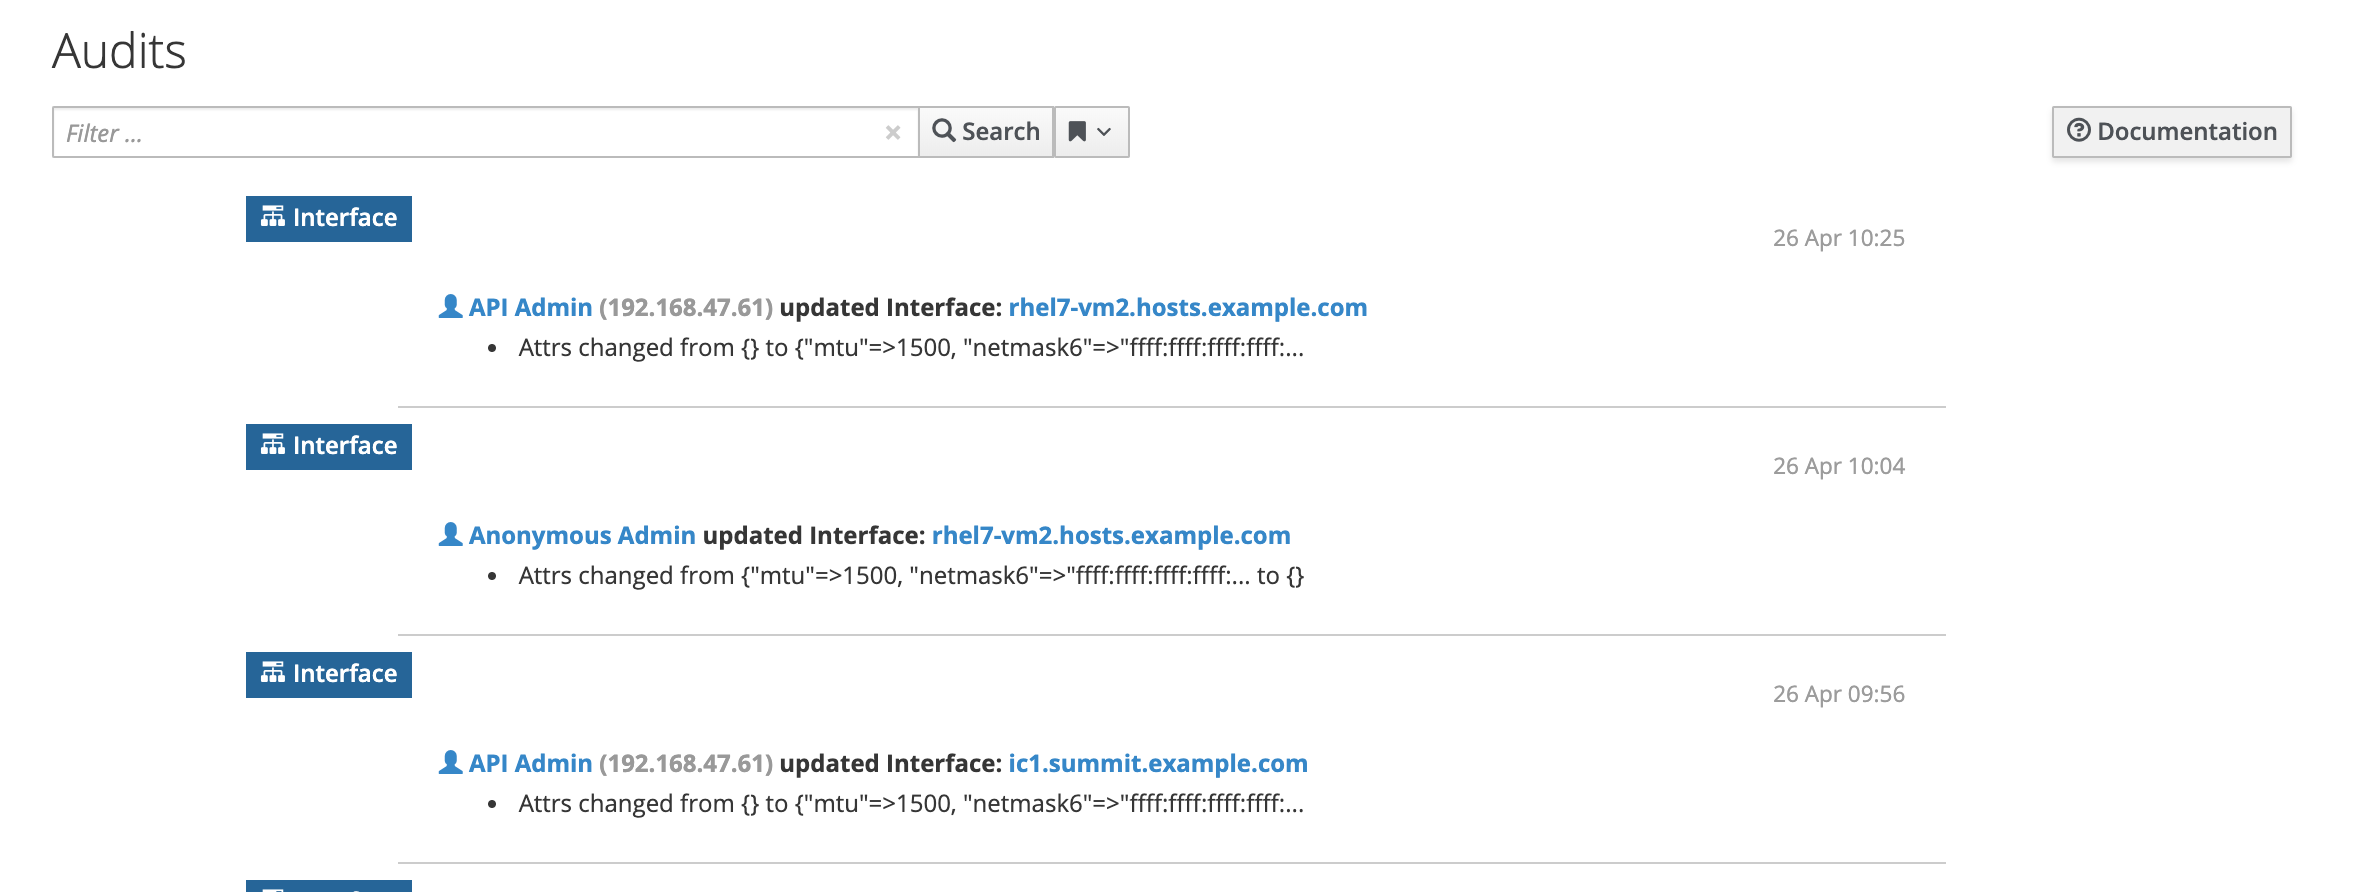 Audits
Filter ...
Search
Documentation
Interface
26 Apr 10:25
API Admin (192.168.47.61) updated Interface: rhel7-vm2.hosts.example.com
• Attrs changed from {} to {"mtu"=>1500, "netmask6"=>"ffff:ffff:ffff:ffff:...
Interface
26 Apr 10:04
Anonymous Admin updated Interface: rhel7-vm2.hosts.example.com
• Attrs changed from {"mtu"=>1500, "netmask6"=>"ffff:ffff:ffff:ffff:... to {}
Interface
26 Apr 09:56
API Admin (192.168.47.61) updated Interface: ic1.summit.example.com
• Attrs changed from {} to {"mtu"=>1500, "netmask6"=>"ffff:ffff:ffff:ffff:...